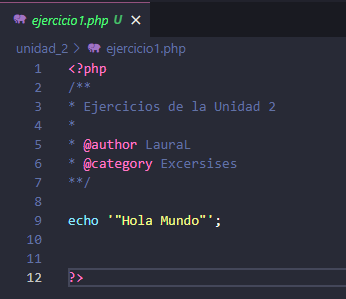 ejercicio1.php U ×
unidad_2 > ejercicio1.php
1 <?php
2 /**
3 * Ejercicios de la Unidad 2
4 *
5 * @author LauraL
6 * @category Excersises
7 **/
8
9 echo '"Hola Mundo"';
10
11
12 ?>